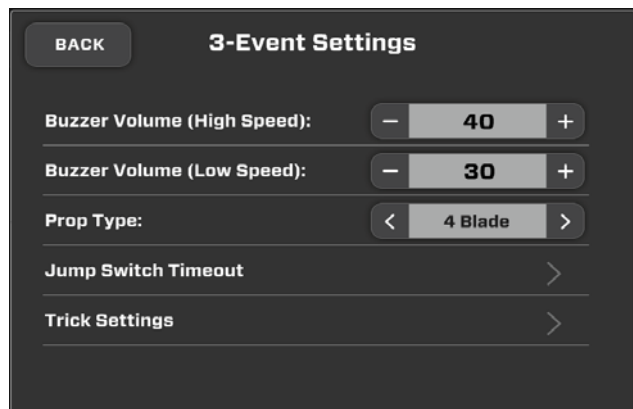 BACK
3-Event Settings
Buzzer Volume (High Speed): − 40 +
Buzzer Volume (Low Speed): − 30 +
Prop Type: < 4 Blade >
Jump Switch Timeout >
Trick Settings >